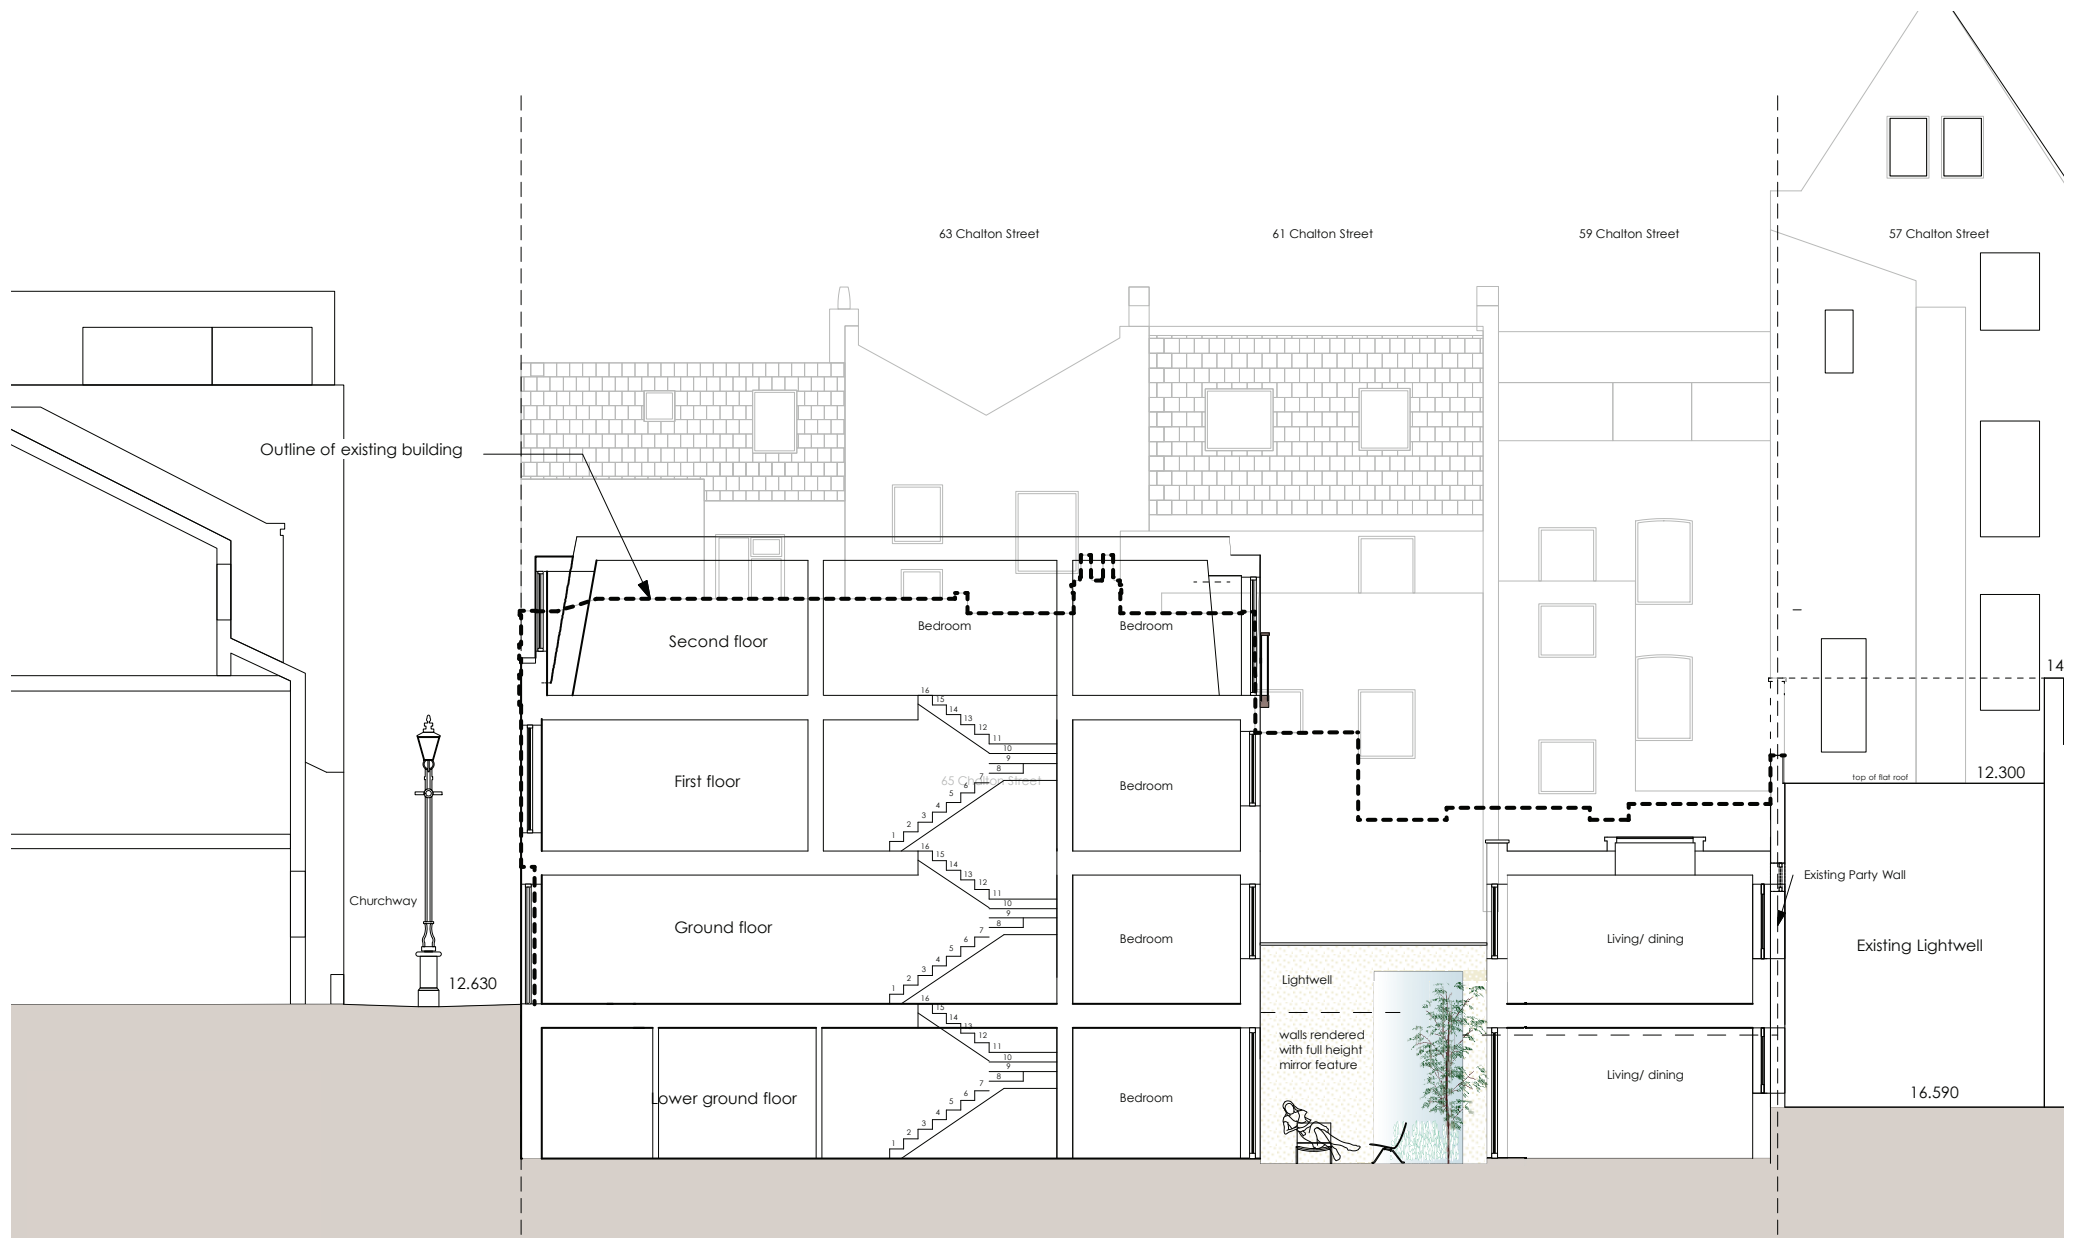 63 Chalton Street
61 Chalton Street
59 Chalton Street
57 Chalton Street
Outline of existing building
Second floor
Bedroom
Bedroom
14
16
15
14
13
12
11
10
9
8
7
6
5
4
3
2
1
First floor
65 Chalton Street
Bedroom
top of flat roof
12.300
16
15
14
13
12
11
10
9
8
7
6
5
4
3
2
1
Churchway
Existing Party Wall
Ground floor
Bedroom
Living/ dining
Existing Lightwell
12.630
Lightwell
16
15
14
13
12
11
10
9
8
7
6
5
4
3
2
1
walls rendered
with full height
mirror feature
Living/ dining
Lower ground floor
Bedroom
16.590